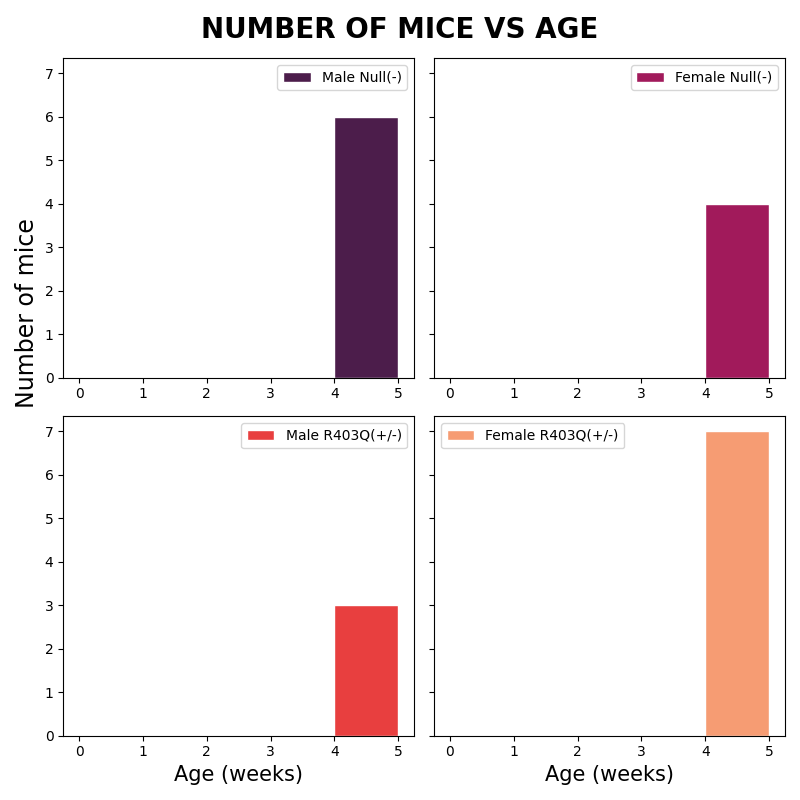 NUMBER OF MICE VS AGE
Number of mice
7
6
5
4
3
2
1
0
Male Null(-)
0 1 2 3 4 5
Female Null(-)
0 1 2 3 4 5
7
6
5
4
3
2
1
0
Male R403Q(+/-)
0 1 2 3 4 5
Age (weeks)
Female R403Q(+/-)
0 1 2 3 4 5
Age (weeks)